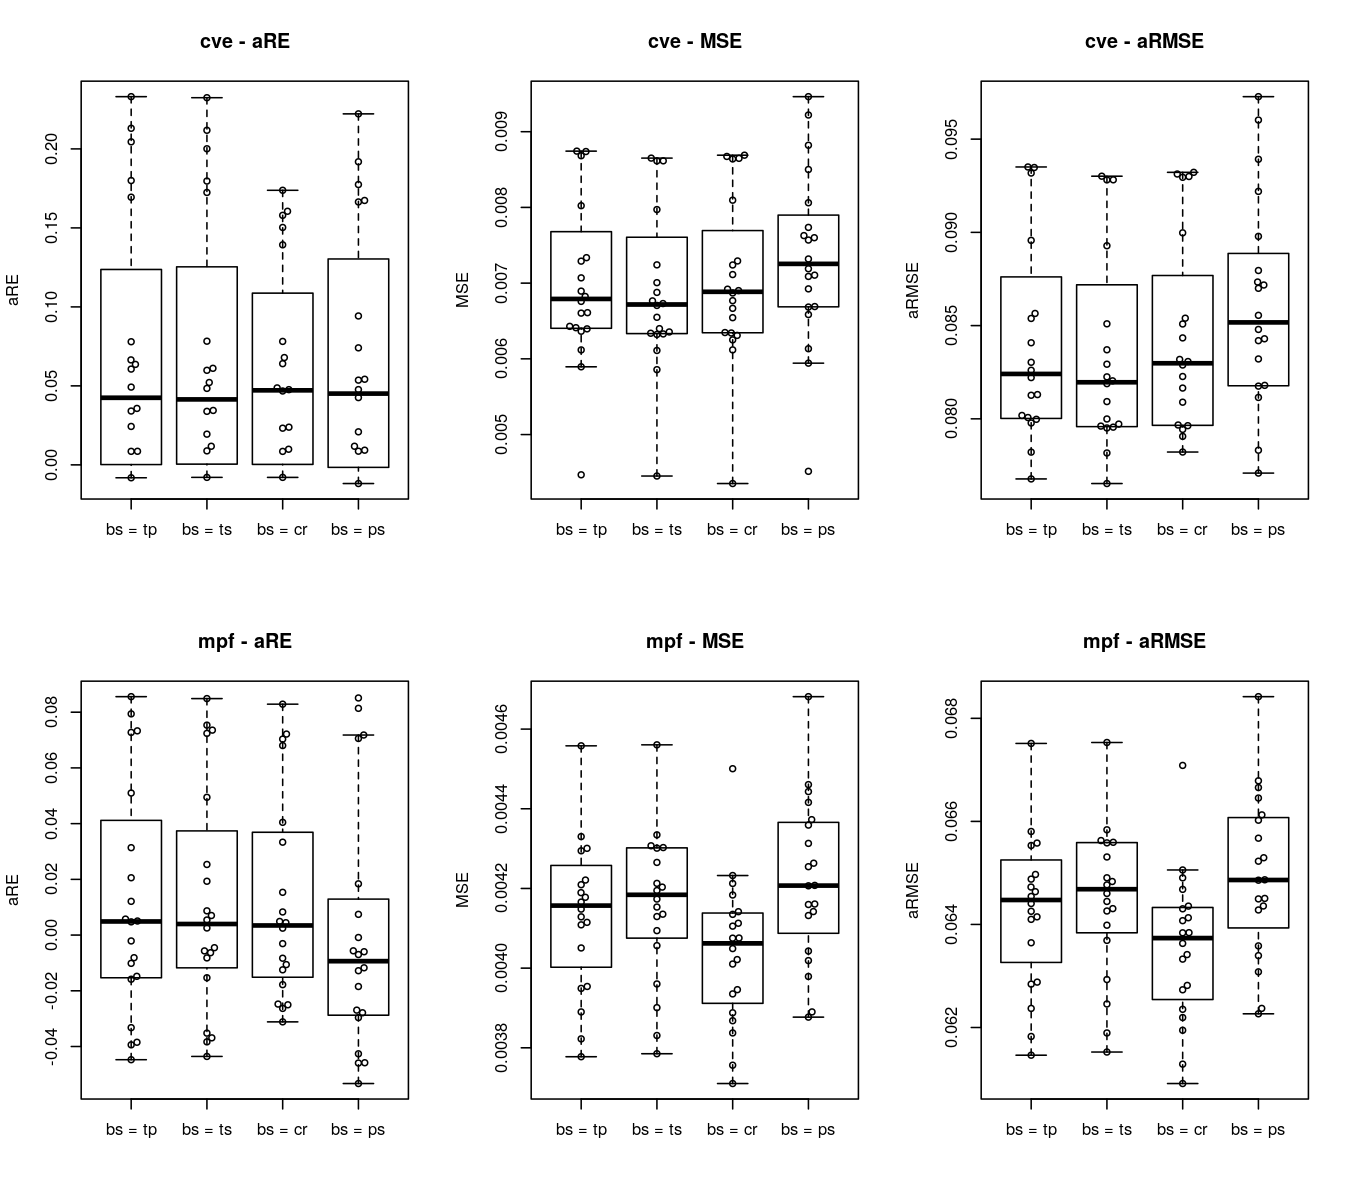 cve - aRE
aRE
0.00 0.05 0.10 0.15 0.20
bs = tp bs = ts bs = cr bs = ps
cve - MSE
MSE
0.005 0.006 0.007 0.008 0.009
bs = tp bs = ts bs = cr bs = ps
cve - aRMSE
aRMSE
0.080 0.085 0.090 0.095
bs = tp bs = ts bs = cr bs = ps
mpf - aRE
aRE
-0.04 -0.02 0.00 0.02 0.04 0.06 0.08
bs = tp bs = ts bs = cr bs = ps
mpf - MSE
MSE
0.0038 0.0040 0.0042 0.0044 0.0046
bs = tp bs = ts bs = cr bs = ps
mpf - aRMSE
aRMSE
0.062 0.064 0.066 0.068
bs = tp bs = ts bs = cr bs = ps